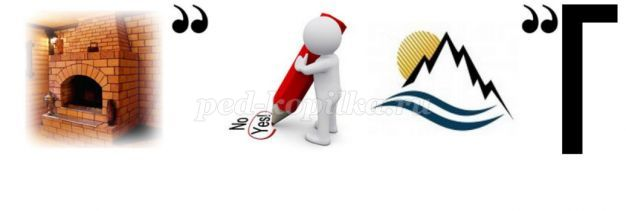 ,,
No
Yes!
,,
Г
ped-kopilka.ru